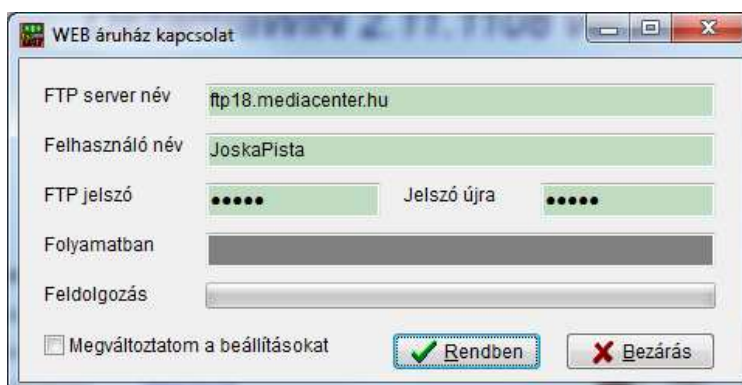 WEB áruház kapcsolat
FTP server név ftp18.mediacenter.hu
Felhasználó név JoskaPista
FTP jelszó ••••• Jelszó újra •••••
Folyamatban
Feldolgozás
Megváltoztatom a beállításokat Rendben Bezárás